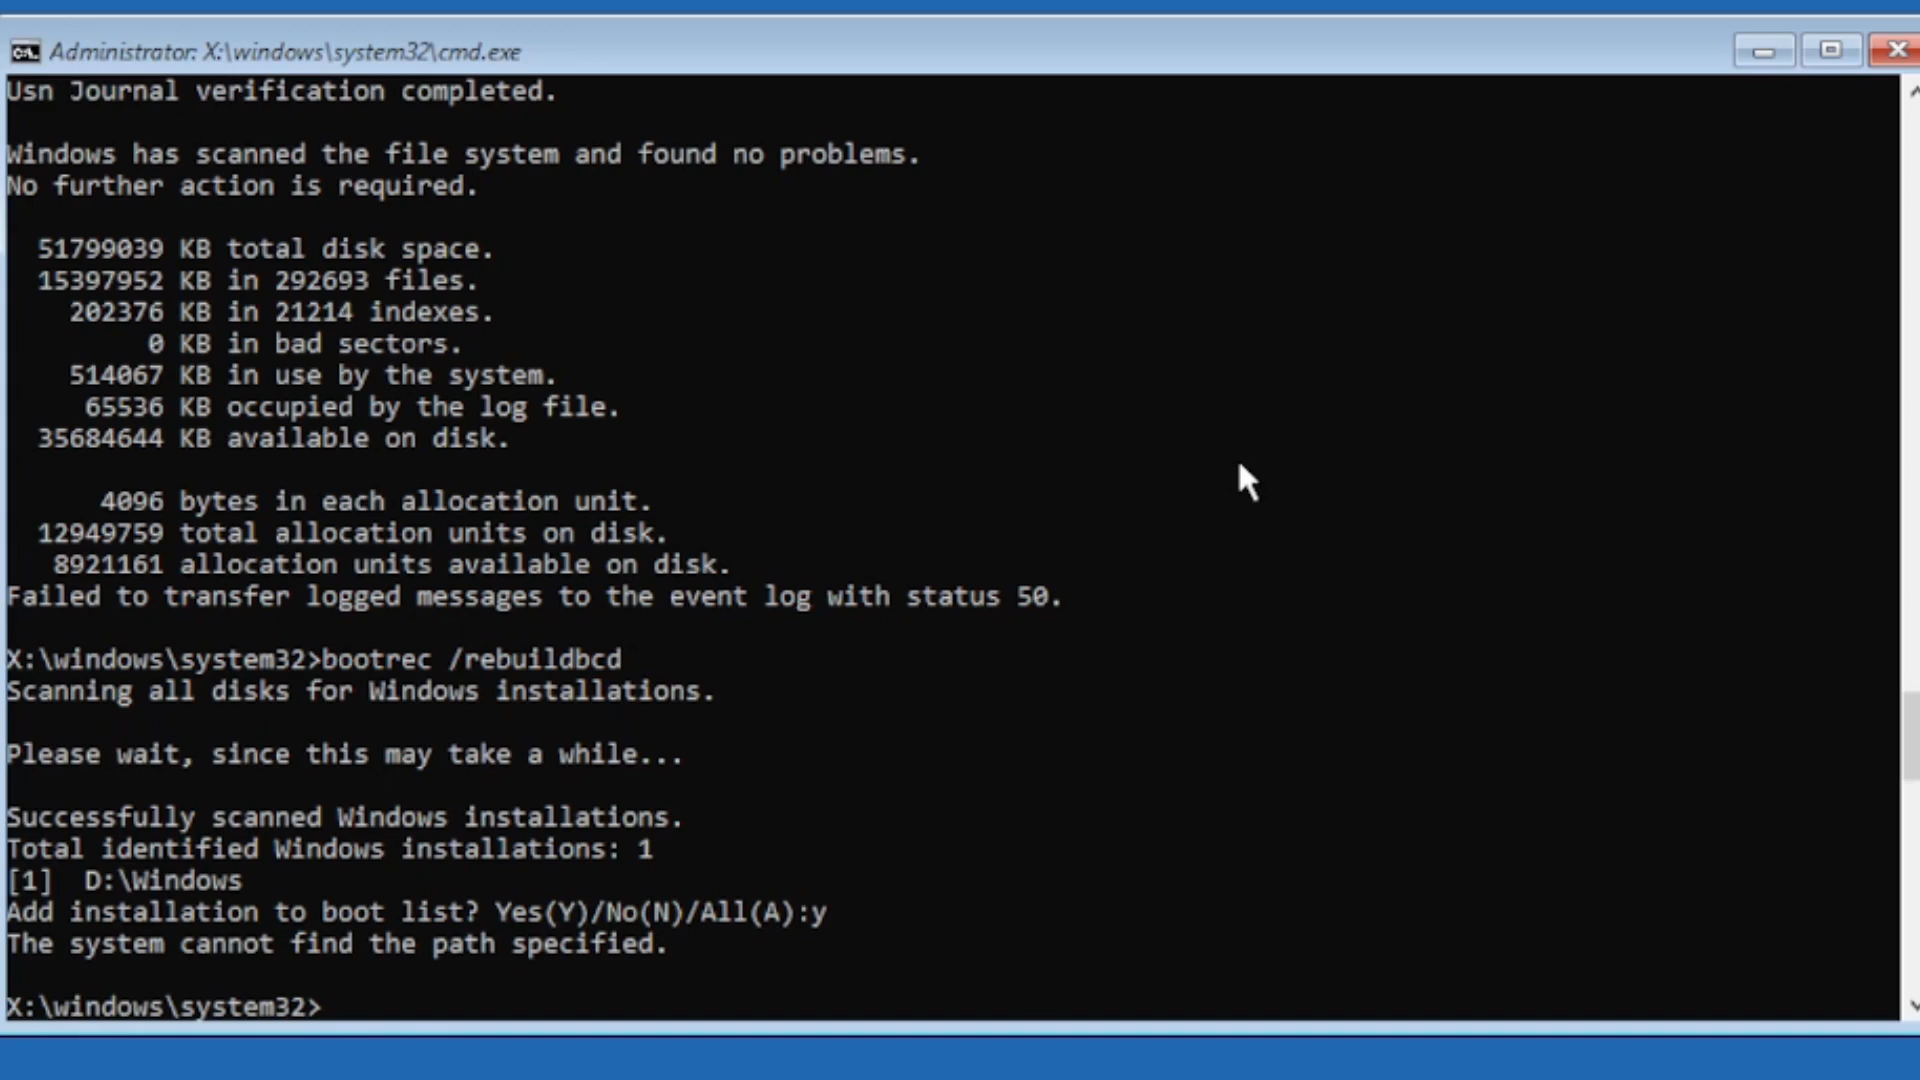 Administrator: X:\windows\system32\cmd.exe
Usn Journal verification completed.
Windows has scanned the file system and found no problems.
No further action is required.
51799039 KB total disk space.
15397952 KB in 292693 files.
202376 KB in 21214 indexes.
0 KB in bad sectors.
514067 KB in use by the system.
65536 KB occupied by the log file.
35684644 KB available on disk.
4096 bytes in each allocation unit.
12949759 total allocation units on disk.
8921161 allocation units available on disk.
Failed to transfer logged messages to the event log with status 50.
X:\windows\system32>bootrec /rebuildbcd
Scanning all disks for Windows installations.
Please wait, since this may take a while...
Successfully scanned Windows installations.
Total identified Windows installations: 1
[1]  D:\Windows
Add installation to boot list? Yes(Y)/No(N)/All(A):y
The system cannot find the path specified.
X:\windows\system32>